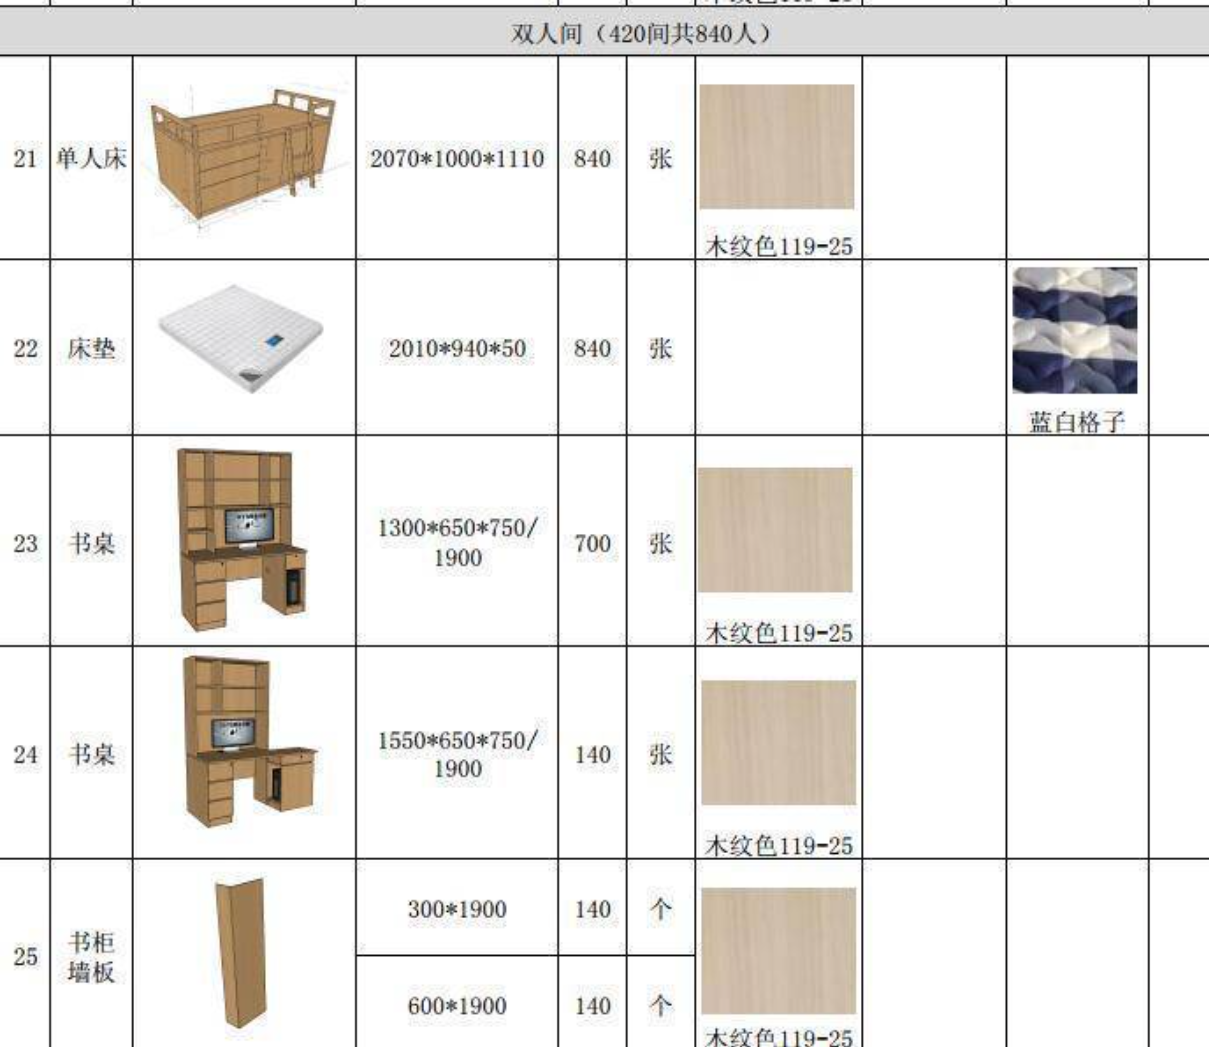 双人间（420间共840人）
21 单人床 2070*1000*1110 840 张
木纹色119-25
22 床垫 2010*940*50 840 张
蓝白格子
23 书桌 1300*650*750/
1900 700 张
木纹色119-25
24 书桌 1550*650*750/
1900 140 张
木纹色119-25
25 书柜
墙板 300*1900 140 个
600*1900 140 个
木纹色119-25